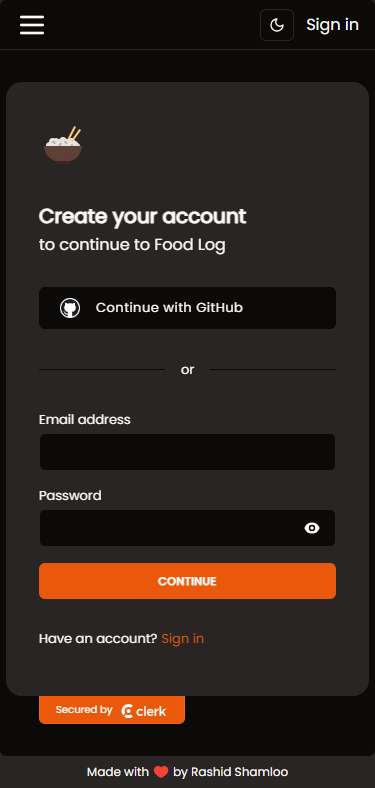 Sign in
Create your account
to continue to Food Log
Continue with GitHub
or
Email address
Password
CONTINUE
Have an account? Sign in
Secured by clerk
Made with ❤️ by Rashid Shamloo